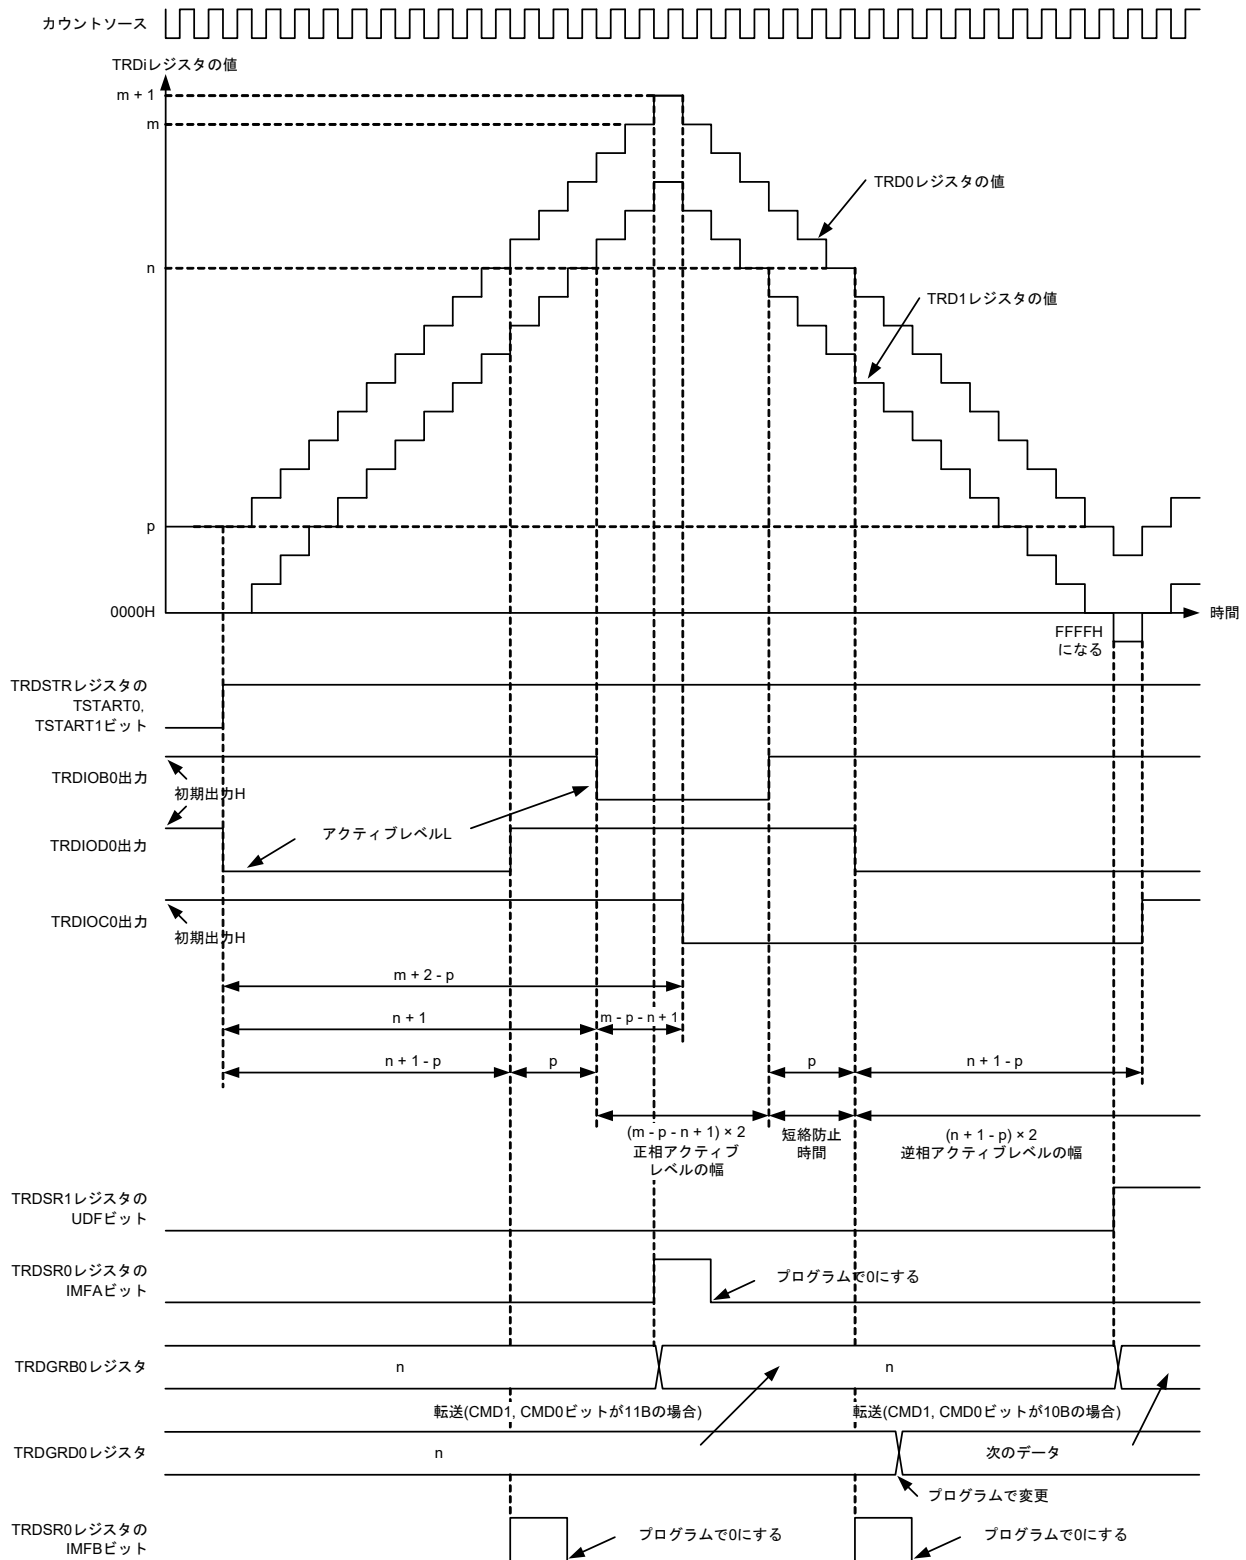 カウントソース
TRDiレジスタの値
m + 1
m
TRD0レジスタの値
n
TRD1レジスタの値
p
0000H
時間
FFFFH
になる
TRDSTRレジスタの
TSTART0,
TSTART1ビット
TRDIOB0出力
初期出力H
アクティブレベルL
TRDIOD0出力
TRDIOC0出力
初期出力H
m + 2 - p
n + 1
m - p - n + 1
n + 1 - p
p
p
n + 1 - p
(m - p - n + 1) × 2
正相アクティブ
レベルの幅
短絡防止
時間
(n + 1 - p) × 2
逆相アクティブレベルの幅
TRDSR1レジスタの
UDFビット
TRDSR0レジスタの
IMFAビット
プログラムで0にする
TRDGRB0レジスタ
n
n
転送(CMD1, CMD0ビットが11Bの場合)
転送(CMD1, CMD0ビットが10Bの場合)
TRDGRD0レジスタ
n
次のデータ
プログラムで変更
TRDSR0レジスタの
IMFBビット
プログラムで0にする
プログラムで0にする